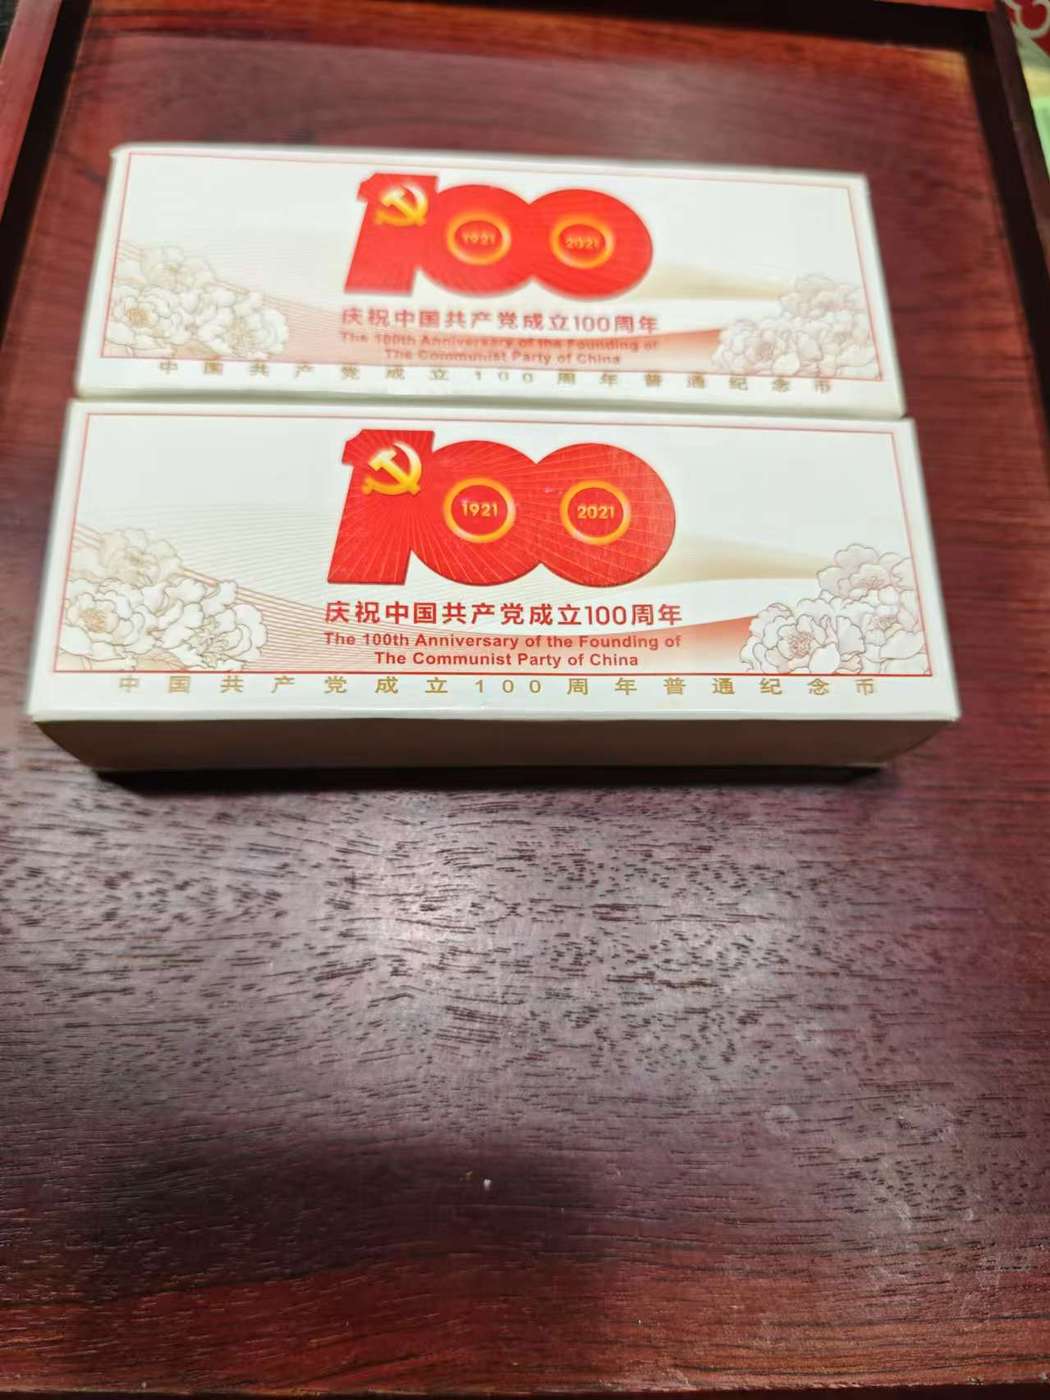 100
1921
2021
庆祝中国共产党成立100周年
The 100th Anniversary of the Founding of
The Communist Party of China
中国共产党成立100周年普通纪念币
100
1921
2021
庆祝中国共产党成立100周年
The 100th Anniversary of the Founding of
The Communist Party of China
中国共产党成立100周年普通纪念币